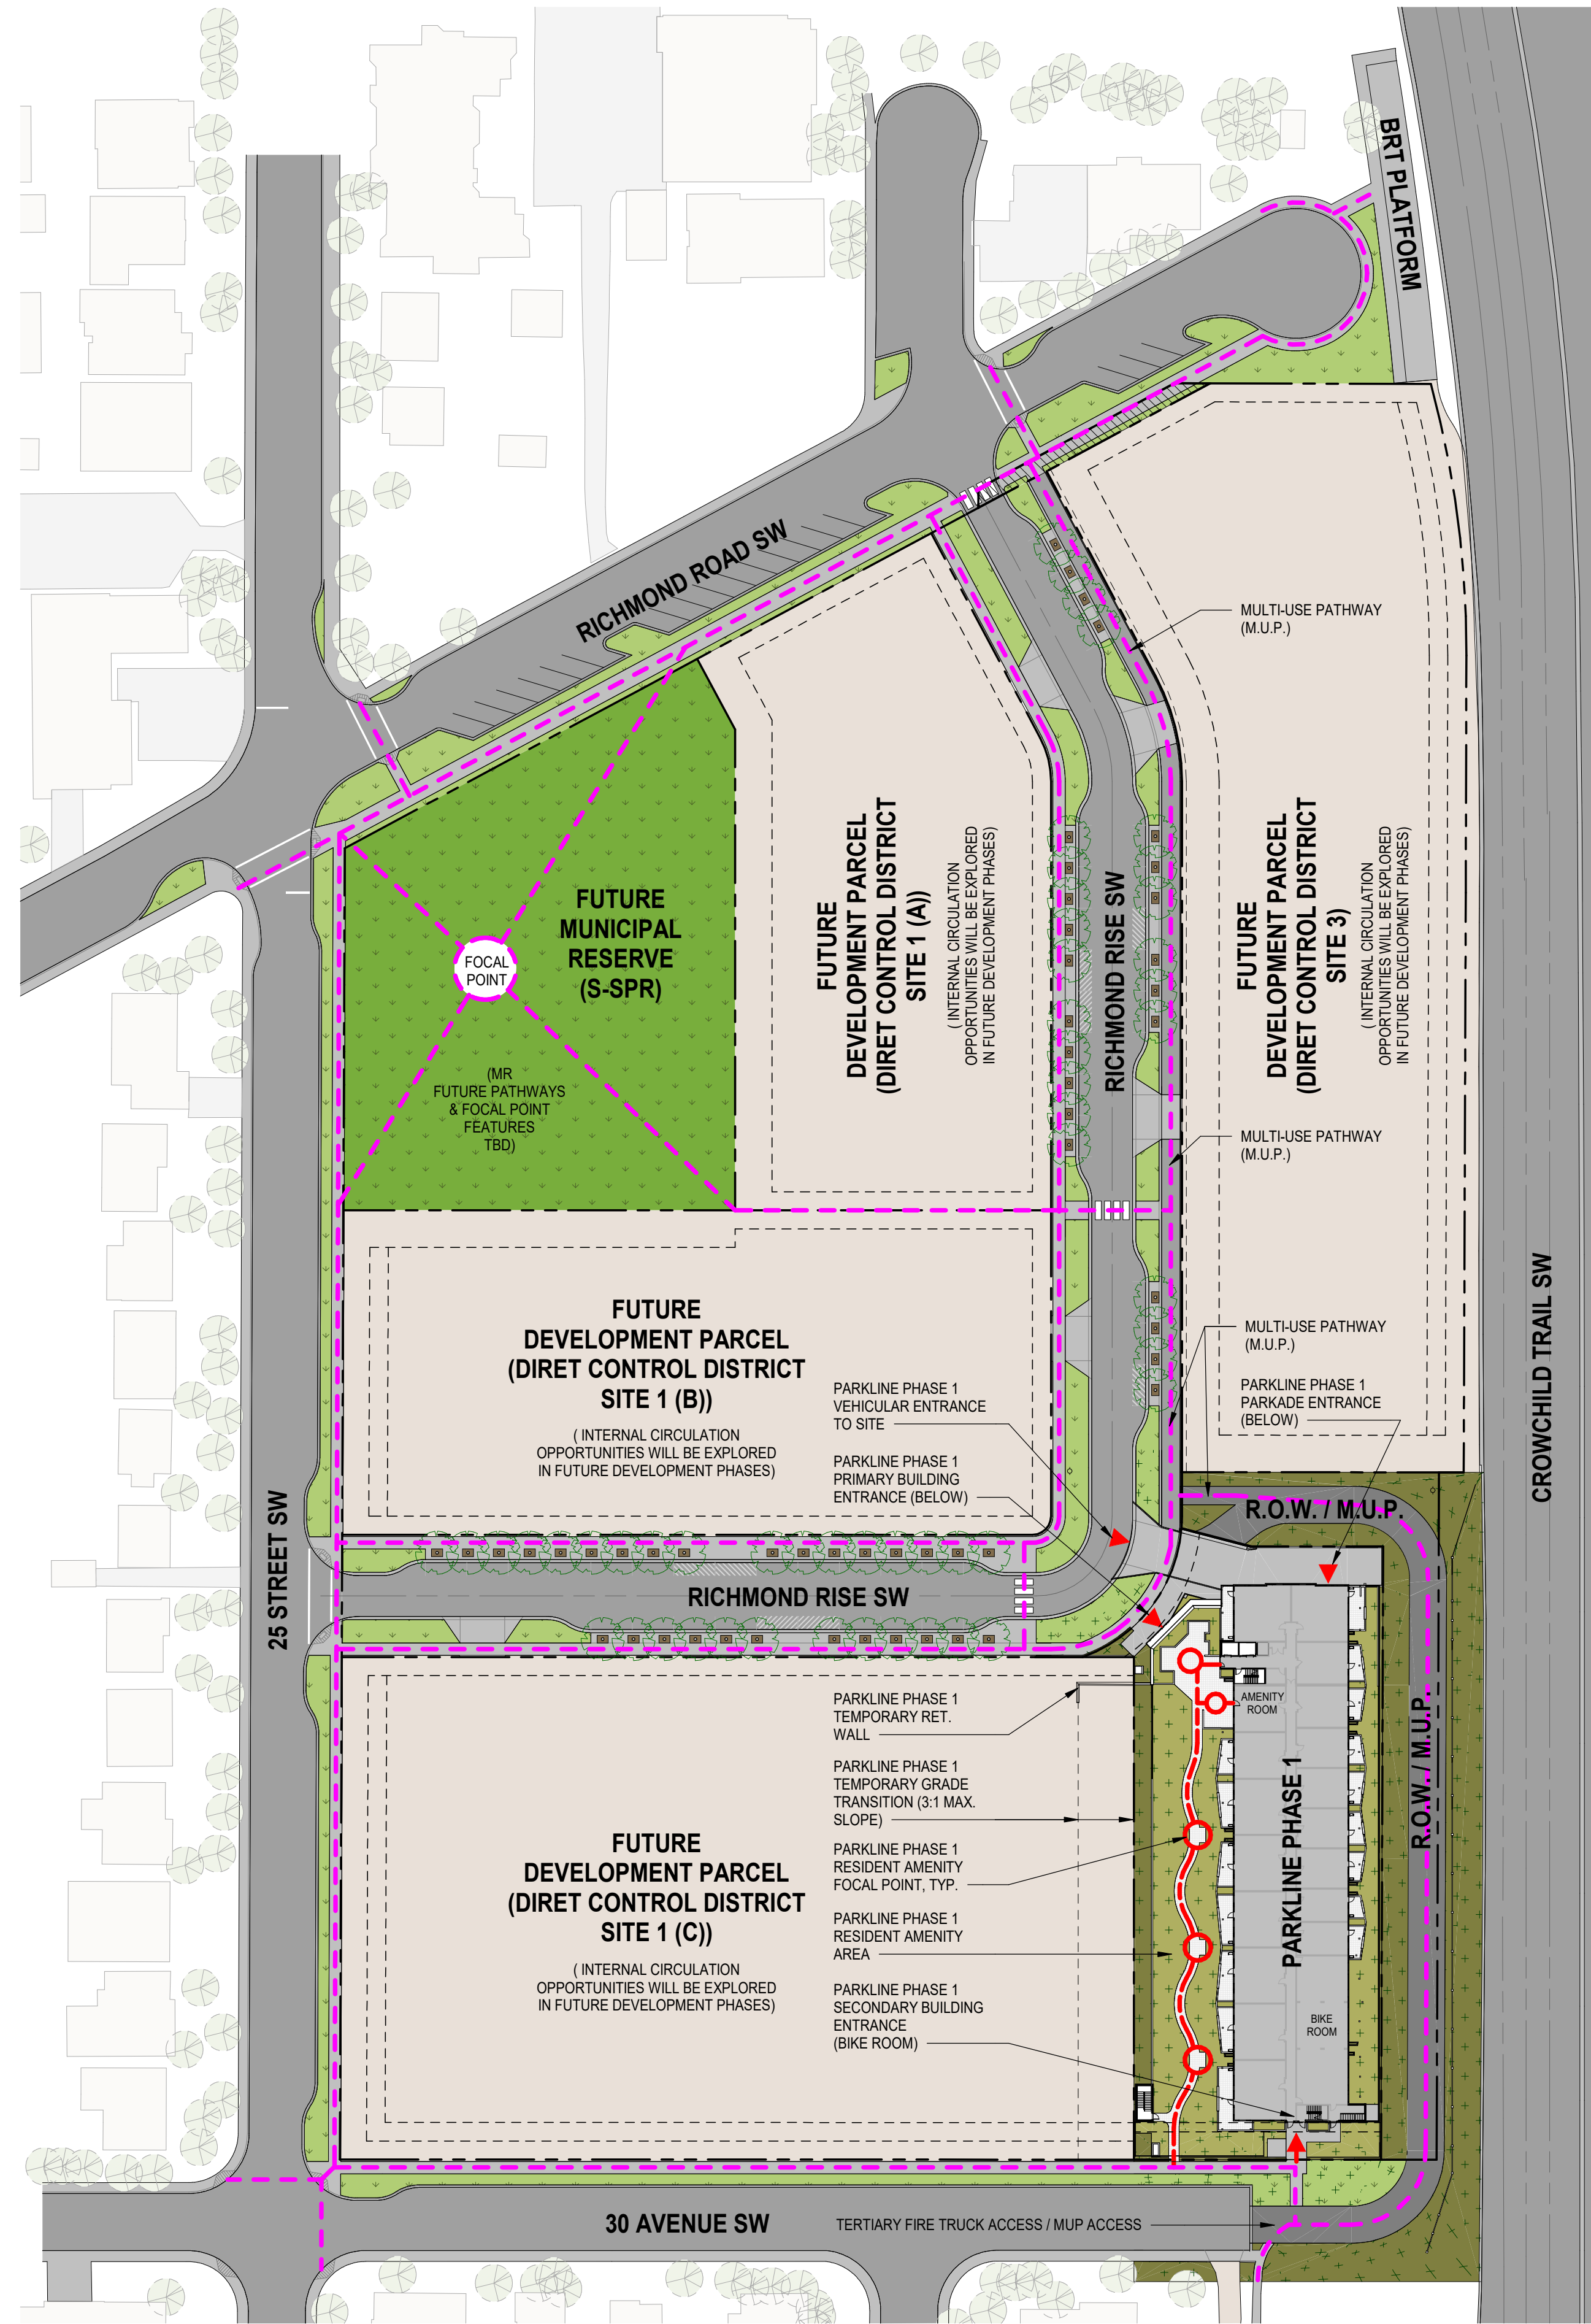 BRT PLATFORM
RICHMOND ROAD SW
MULTI-USE PATHWAY
(M.U.P.)
FUTURE
MUNICIPAL
RESERVE
(S-SPR)
FOCAL
POINT
(MR
FUTURE PATHWAYS
& FOCAL POINT
FEATURES
TBD)
FUTURE
DEVELOPMENT PARCEL
(DIRET CONTROL DISTRICT
SITE 1 (A))
( INTERNAL CIRCULATION
OPPORTUNITIES WILL BE EXPLORED
IN FUTURE DEVELOPMENT PHASES)
RICHMOND RISE SW
FUTURE
DEVELOPMENT PARCEL
(DIRET CONTROL DISTRICT
SITE 3)
( INTERNAL CIRCULATION
OPPORTUNITIES WILL BE EXPLORED
IN FUTURE DEVELOPMENT PHASES)
MULTI-USE PATHWAY
(M.U.P.)
CROWCHILD TRAIL SW
FUTURE
DEVELOPMENT PARCEL
(DIRET CONTROL DISTRICT
SITE 1 (B))
( INTERNAL CIRCULATION
OPPORTUNITIES WILL BE EXPLORED
IN FUTURE DEVELOPMENT PHASES)
PARKLINE PHASE 1
VEHICULAR ENTRANCE
TO SITE
PARKLINE PHASE 1
PRIMARY BUILDING
ENTRANCE (BELOW)
MULTI-USE PATHWAY
(M.U.P.)
PARKLINE PHASE 1
PARKADE ENTRANCE
(BELOW)
R.O.W. / M.U.P.
25 STREET SW
RICHMOND RISE SW
PARKLINE PHASE 1
TEMPORARY RET.
WALL
PARKLINE PHASE 1
TEMPORARY GRADE
TRANSITION (3:1 MAX.
SLOPE)
PARKLINE PHASE 1
RESIDENT AMENITY
FOCAL POINT, TYP.
PARKLINE PHASE 1
RESIDENT AMENITY
AREA
PARKLINE PHASE 1
SECONDARY BUILDING
ENTRANCE
(BIKE ROOM)
FUTURE
DEVELOPMENT PARCEL
(DIRET CONTROL DISTRICT
SITE 1 (C))
( INTERNAL CIRCULATION
OPPORTUNITIES WILL BE EXPLORED
IN FUTURE DEVELOPMENT PHASES)
AMENITY
ROOM
PARKLINE PHASE 1
R.O.W. / M.U.P.
BIKE
ROOM
30 AVENUE SW
TERTIARY FIRE TRUCK ACCESS / MUP ACCESS